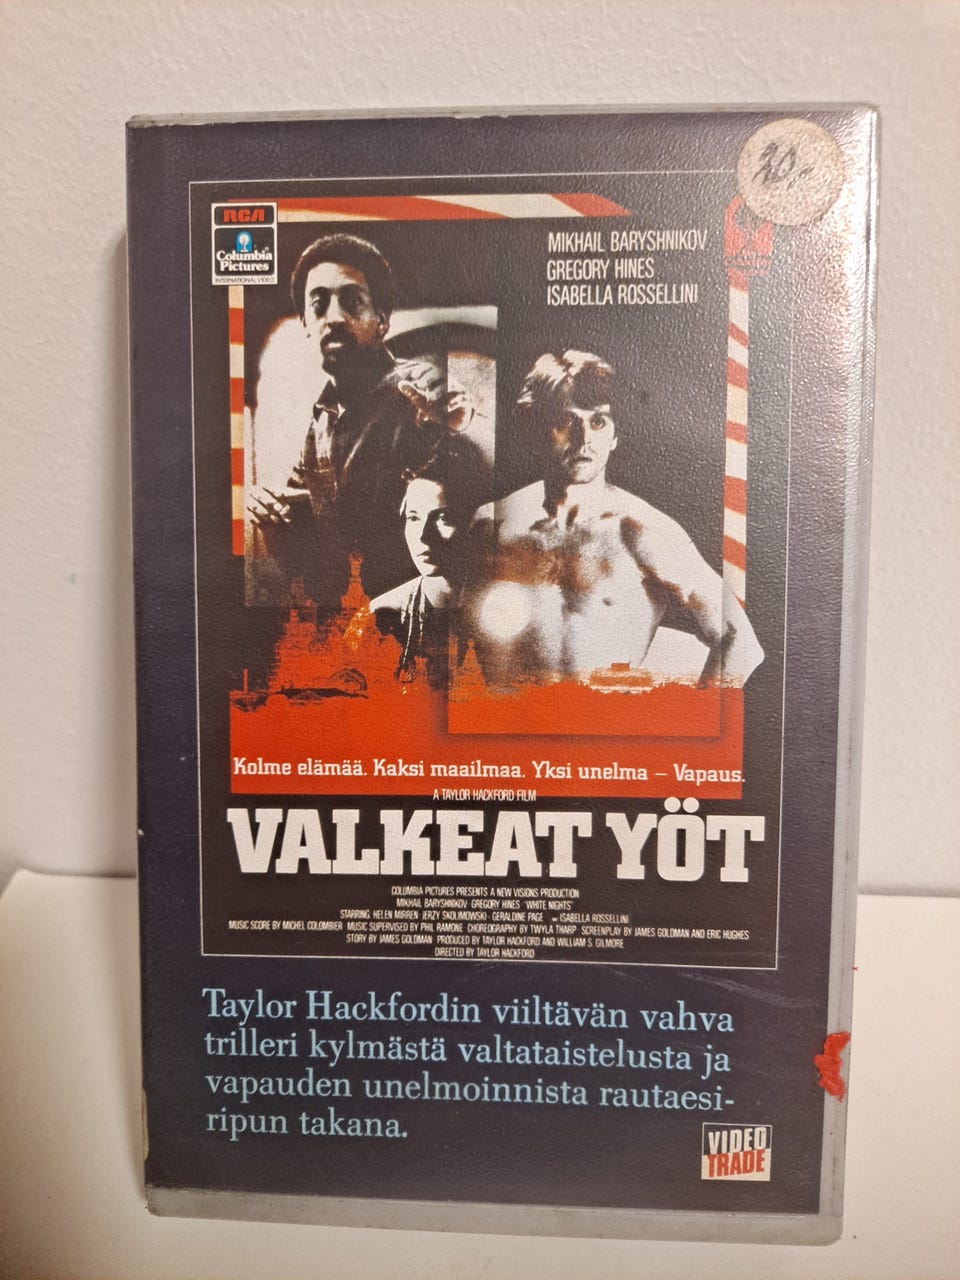 30,-
RCA
Columbia
Pictures
INTERNATIONAL VIDEO
MIKHAIL BARYSHNIKOV
GREGORY HINES
ISABELLA ROSSELLINI
Kolme elämää. Kaksi maailmaa. Yksi unelma – Vapaus.
A TAYLOR HACKFORD FILM
VALKEAT YÖT
COLUMBIA PICTURES PRESENTS A NEW VISIONS PRODUCTION
MIKHAIL BARYSHNIKOV · GREGORY HINES "WHITE NIGHTS"
STARRING HELEN MIRREN JERZY SKOLIMOWSKI · GERALDINE PAGE AND ISABELLA ROSSELLINI
MUSIC SCORE BY MICHEL COLOMBIER MUSIC SUPERVISED BY PHIL RAMONE CHOREOGRAPHY BY TWYLA THARP SCREENPLAY BY JAMES GOLDMAN AND ERIC HUGHES
STORY BY JAMES GOLDMAN PRODUCED BY TAYLOR HACKFORD AND WILLIAM S. GILMORE
DIRECTED BY TAYLOR HACKFORD
Taylor Hackfordin viiltävän vahva
trilleri kylmästä valtataistelusta ja
vapauden unelmoinnista rautaesi-
ripun takana.
VIDEO
TRADE